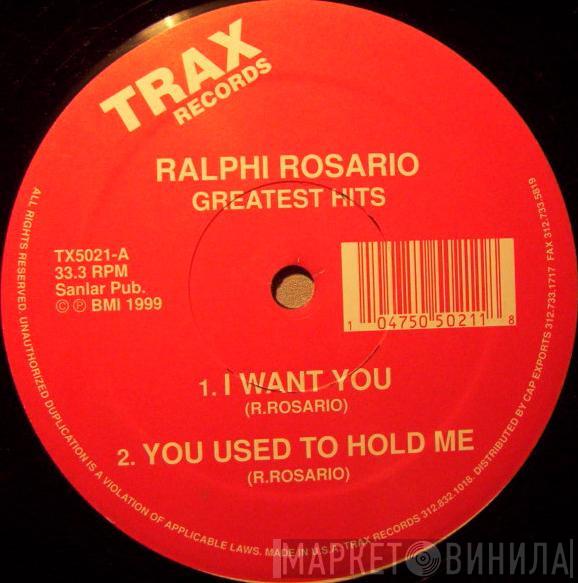 TRAX
RECORDS
RALPHI ROSARIO
GREATEST HITS
TX5021-A
33.3 RPM
Sanlar Pub.
© ℗ BMI 1999
1 04750 50211 8
1. I WANT YOU
(R.ROSARIO)
2. YOU USED TO HOLD ME
(R.ROSARIO)
ALL RIGHTS RESERVED. UNAUTHORIZED DUPLICATION IS A VIOLATION OF APPLICABLE LAWS. MADE IN U.S.A. TRAX RECORDS 312.832.1018. DISTRIBUTED BY CAP EXPORTS 312.733.1717 FAX 312.733.5819
МАРКЕТ ВИНИЛА